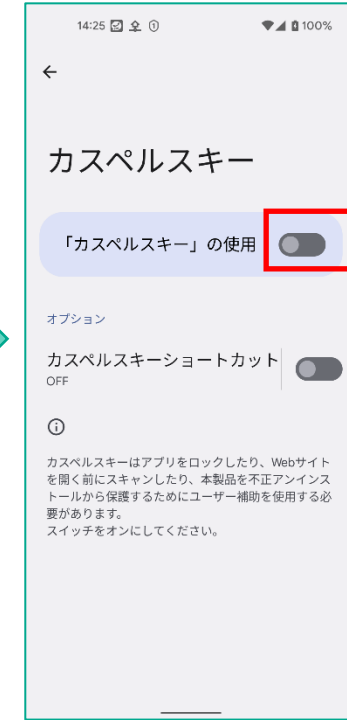 14:25 100%
カスペルスキー
「カスペルスキー」の使用
オプション
カスペルスキーショートカット
OFF
カスペルスキーはアプリをロックしたり、Webサイト
を開く前にスキャンしたり、本製品を不正アンインス
トールから保護するためにユーザー補助を使用する必
要があります。
スイッチをオンにしてください。